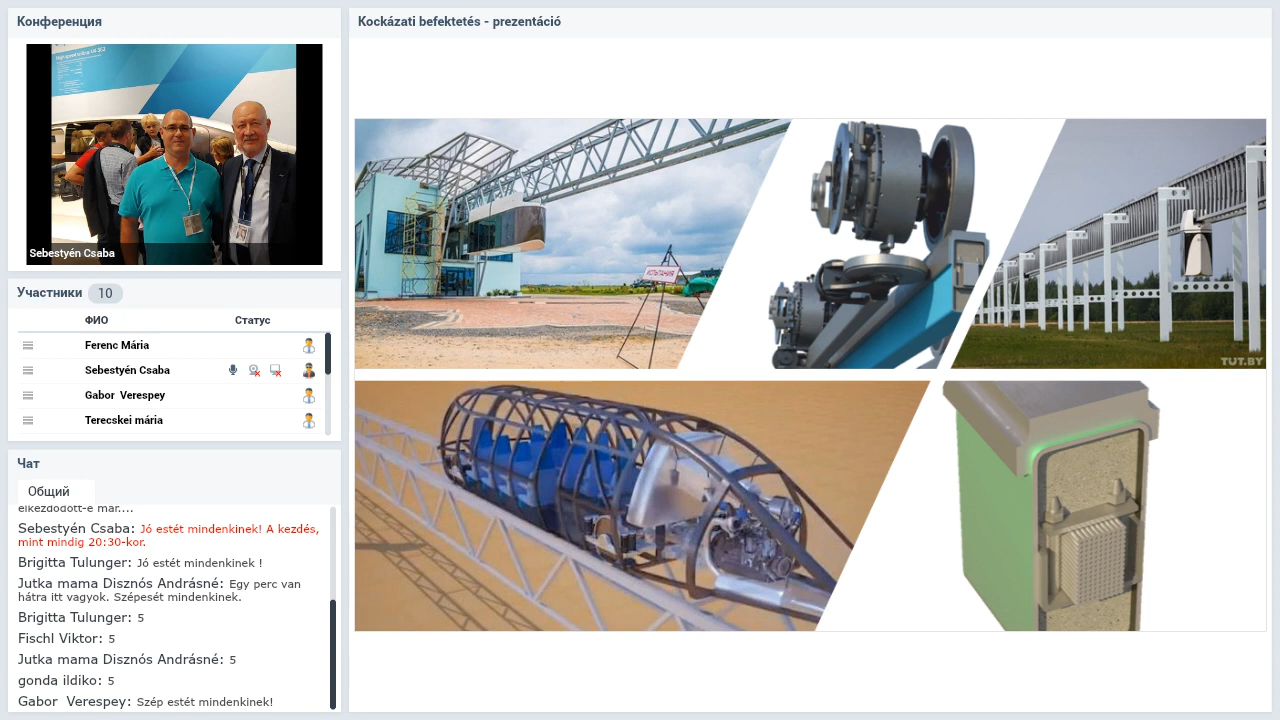 Конференция
Sebestyén Csaba
Участники 10
ФИО Статус
Ferenc Mária
Sebestyén Csaba
Gabor Verespey
Terecskei mária
Чат
Общий
elkezdődött-e már....
Sebestyén Csaba: Jó estét mindenkinek! A kezdés,
mint mindig 20:30-kor.
Brigitta Tulunger: Jó estét mindenkinek !
Jutka mama Disznós Andrásné: Egy perc van
hátra itt vagyok. Szépesét mindenkinek.
Brigitta Tulunger: 5
Fischl Viktor: 5
Jutka mama Disznós Andrásné: 5
gonda ildiko: 5
Gabor Verespey: Szép estét mindenkinek!
Kockázati befektetés - prezentáció
ИСПЫТАНИЯ
TUT.BY